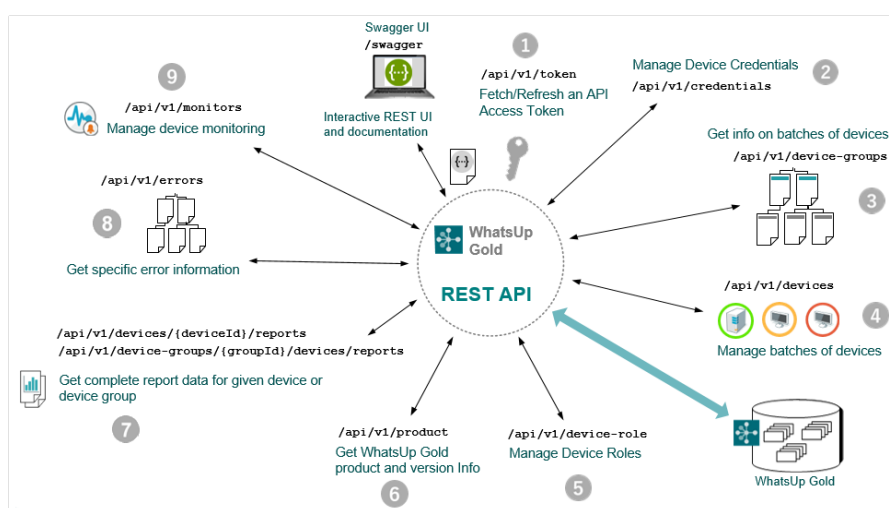 Swagger UI
/swagger
{--}
Interactive REST UI
and documentation
{--}
1
/api/v1/token
Fetch/Refresh an API
Access Token
Manage Device Credentials
2
/api/v1/credentials
Get info on batches of devices
/api/v1/device-groups
3
/api/v1/devices
4
Manage batches of devices
WhatsUp Gold
/api/v1/device-role
Manage Device Roles
5
/api/v1/product
Get WhatsUp Gold
product and version Info
6
/api/v1/devices/{deviceId}/reports
/api/v1/device-groups/{groupId}/devices/reports
Get complete report data for given device or
device group
7
/api/v1/errors
8
Get specific error information
9
/api/v1/monitors
Manage device monitoring
WhatsUp
Gold
REST API